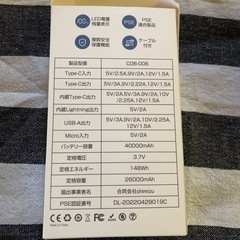 LED残量
残量表示
PSE
適合製品
複数安全
保護機能
ケーブル
付き
製品型番 CDB-006
Type-C入力 5V/2.5A,9V/2A,12V/1.5A
Type-C出力 5V/3A,9V/2.22A,12V/1.5A
内蔵Type-C出力 5V/2A,5V/3A,9V/2A,10V
/2.25A,12V/1.5A
内蔵Lightning出力 5V/2A
USB-A出力 5V/3A,9V/2A,10V/2.25A,
12V/1.5A
Micro入力 5V/2A
バッテリー容量 40000mAh
定格電圧 3.7V
定格エネルギー 148Wh
定格容量 26000mAh
届出事業者名 合同会社shimizu
PSE認証番号 DL-20220429019C